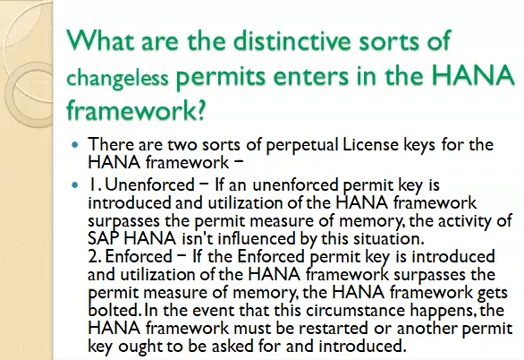 What are the distinctive sorts of
changeless permits enters in the HANA
framework?
• There are two sorts of perpetual License keys for the
HANA framework −
• 1. Unenforced − If an unenforced permit key is
introduced and utilization of the HANA framework
surpasses the permit measure of memory, the activity of
SAP HANA isn't influenced by this situation.
2. Enforced − If the Enforced permit key is introduced
and utilization of the HANA framework surpasses the
permit measure of memory, the HANA framework gets
bolted. In the event that this circumstance happens, the
HANA framework must be restarted or another permit
key ought to be asked for and introduced.